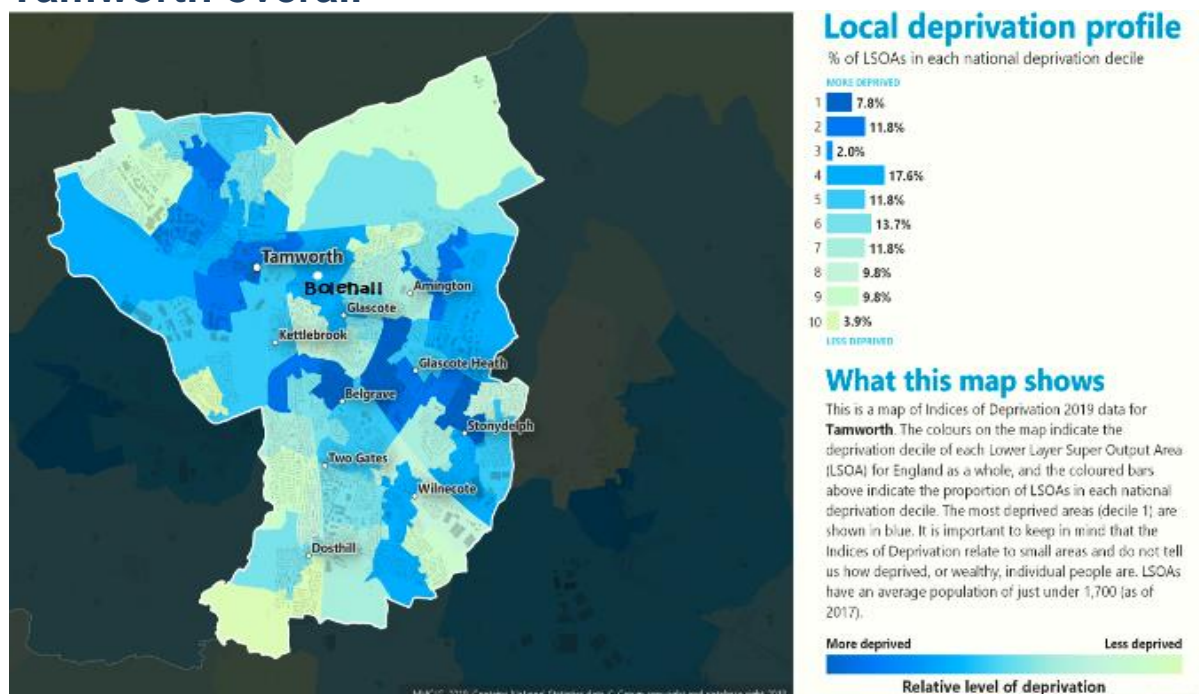 Tamworth Overall
Tamworth
Bolehall
Amington
Glascote
Kettlebrook
Glascote Heath
Belgrave
Stonydelph
Two Gates
Wilnecote
Dosthill
Local deprivation profile
% of LSOAs in each national deprivation decile
MORE DEPRIVED
1 7.8%
2 11.8%
3 2.0%
4 17.6%
5 11.8%
6 13.7%
7 11.8%
8 9.8%
9 9.8%
10 3.9%
LESS DEPRIVED
What this map shows
This is a map of Indices of Deprivation 2019 data for
Tamworth. The colours on the map indicate the
deprivation decile of each Lower Layer Super Output Area
(LSOA) for England as a whole, and the coloured bars
above indicate the proportion of LSOAs in each national
deprivation decile. The most deprived areas (decile 1) are
shown in blue. It is important to keep in mind that the
Indices of Deprivation relate to small areas and do not tell
us how deprived, or wealthy, individual people are. LSOAs
have an average population of just under 1,700 (as of
2017).
More deprived Less deprived
Relative level of deprivation